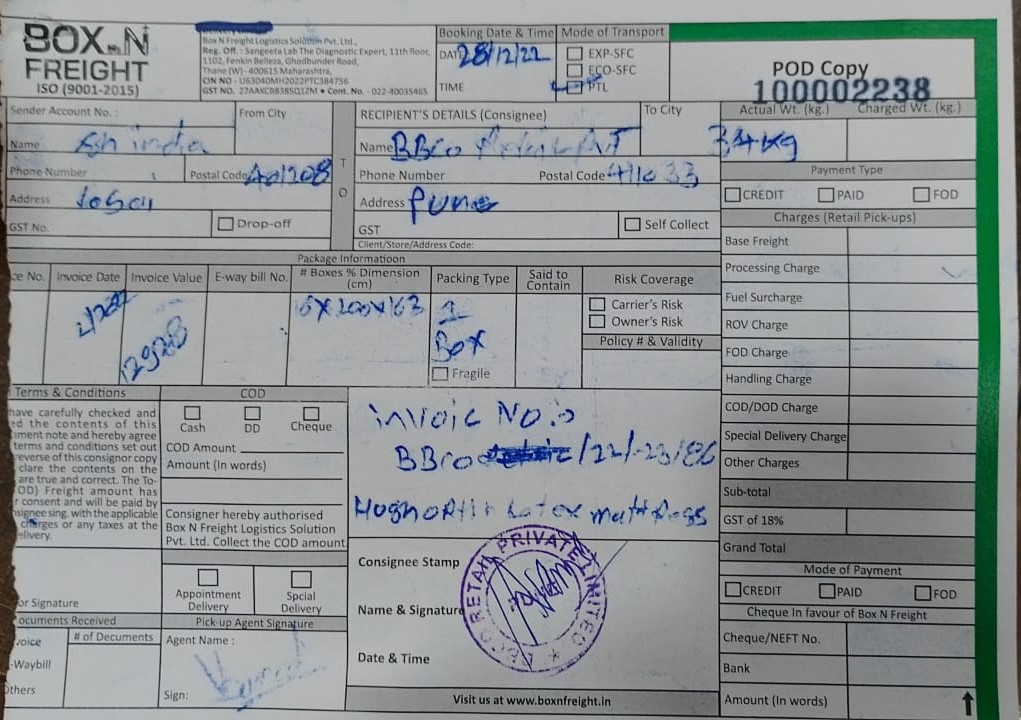 BOX-N
FREIGHT
ISO (9001-2015)
Box N Freight Logistics Solution Pvt. Ltd.,
Reg. Off. : Sangeeta Lab The Diagnostic Expert, 11th floor,
1102, Fenkin Belleza, Ghodbunder Road,
Thane (W) - 400615 Maharashtra,
CIN NO - U63040MH2022PTC384756
GST NO. 27AAKCB8385Q1ZM • Cont. No. - 022-40035465
Booking Date & Time
DATE 28/12/22
TIME
Mode of Transport
EXP-SFC
ECO-SFC
PTL
POD Copy
100002238
Sender Account No. :
From City
Name
india
Phone Number
Postal Code 401208
Address
GST No.
Drop-off
TO
RECIPIENT'S DETAILS (Consignee)
To City
Name BBco
Phone Number
Postal Code 411033
Address Pune
GST
Self Collect
Client/Store/Address Code:
Actual Wt. (kg.)
Charged Wt. (kg.)
34 kg
Payment Type
CREDIT
PAID
FOD
Charges (Retail Pick-ups)
Base Freight
Processing Charge
Fuel Surcharge
ROV Charge
FOD Charge
Handling Charge
COD/DOD Charge
Special Delivery Charge
Other Charges
Sub-total
GST of 18%
Grand Total
Mode of Payment
CREDIT
PAID
FOD
Cheque In favour of Box N Freight
Cheque/NEFT No.
Bank
Amount (In words)
Package Informatioon
ce No.
Invoice Date
Invoice Value
E-way bill No.
# Boxes % Dimension (cm)
Packing Type
Said to Contain
Risk Coverage
12928
1
Box
Fragile
Carrier's Risk
Owner's Risk
Policy # & Validity
Terms & Conditions
have carefully checked and
ed the contents of this
ment note and hereby agree
terms and conditions set out
reverse of this consignor copy
clare the contents on the
are true and correct. The To-
OD) Freight amount has
r consent and will be paid by
signee sing, with the applicable
charges or any taxes at the
elivery.
COD
Cash
DD
Cheque
COD Amount
Amount (In words)
Consigner hereby authorised
Box N Freight Logistics Solution
Pvt. Ltd. Collect the COD amount
invoic No.
BBco /22/-23/86
Appointment Delivery
Spcial Delivery
or Signature
ocuments Received
Pick-up Agent Signature
voice
# of Documents
-Waybill
Others
Agent Name :
Sign:
Consignee Stamp
Name & Signature
Date & Time
RETAIL PRIVATE LIMITED
Visit us at www.boxnfreight.in